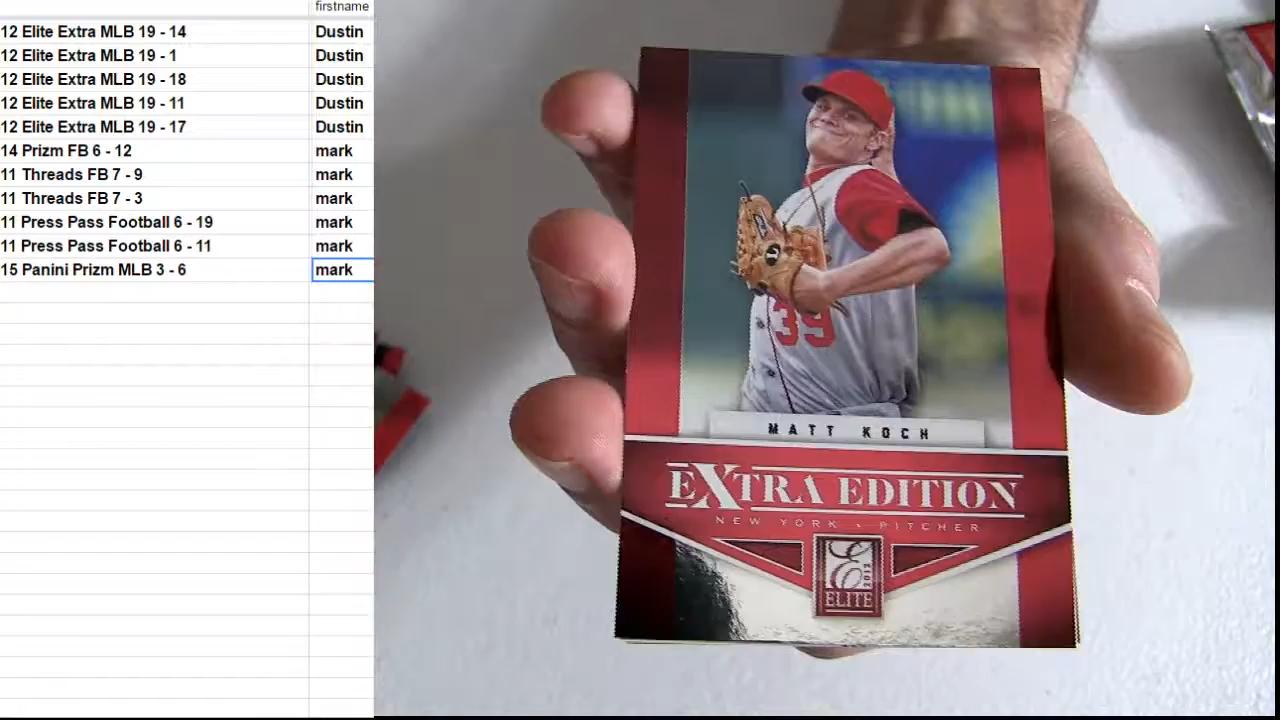 firstname
12 Elite Extra MLB 19 - 14 Dustin
12 Elite Extra MLB 19 - 1 Dustin
12 Elite Extra MLB 19 - 18 Dustin
12 Elite Extra MLB 19 - 11 Dustin
12 Elite Extra MLB 19 - 17 Dustin
14 Prizm FB 6 - 12 mark
11 Threads FB 7 - 9 mark
11 Threads FB 7 - 3 mark
11 Press Pass Football 6 - 19 mark
11 Press Pass Football 6 - 11 mark
15 Panini Prizm MLB 3 - 6 mark
39
MATT KOCH
EXTRA EDITION
NEW YORK - PITCHER
E 2012
ELITE